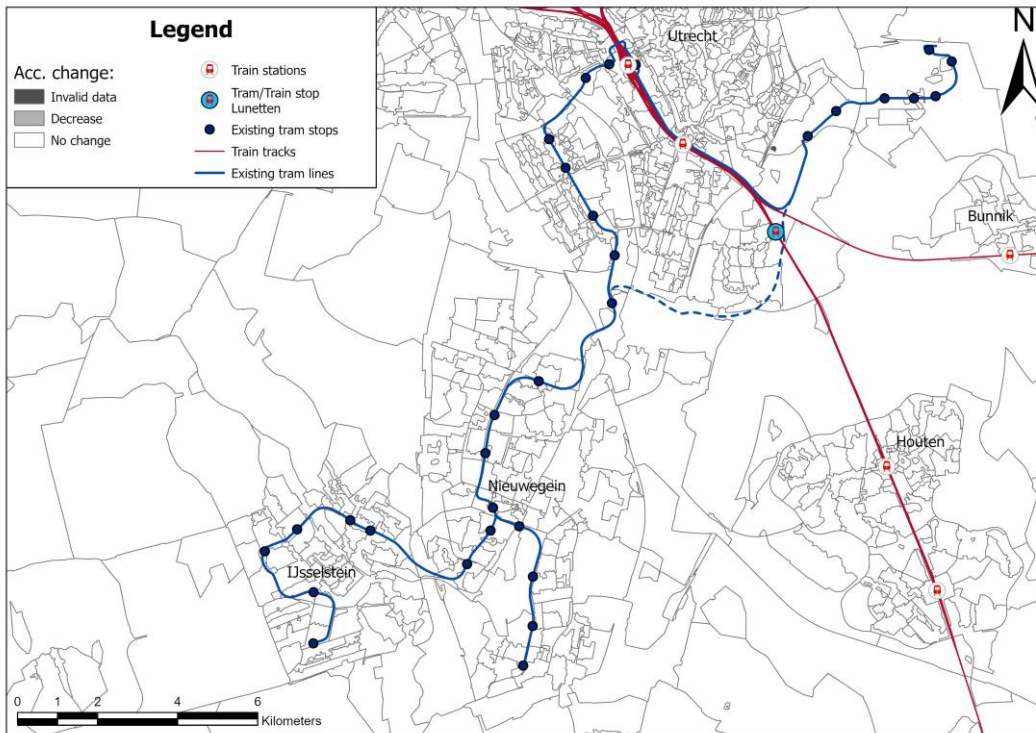 Legend
Acc. change:
Invalid data
Decrease
No change
Train stations
Tram/Train stop
Lunetten
Existing tram stops
Train tracks
Existing tram lines
Utrecht
N
Bunnik
Houten
Nieuwegein
IJsselstein
0 1 2 4 6
Kilometers